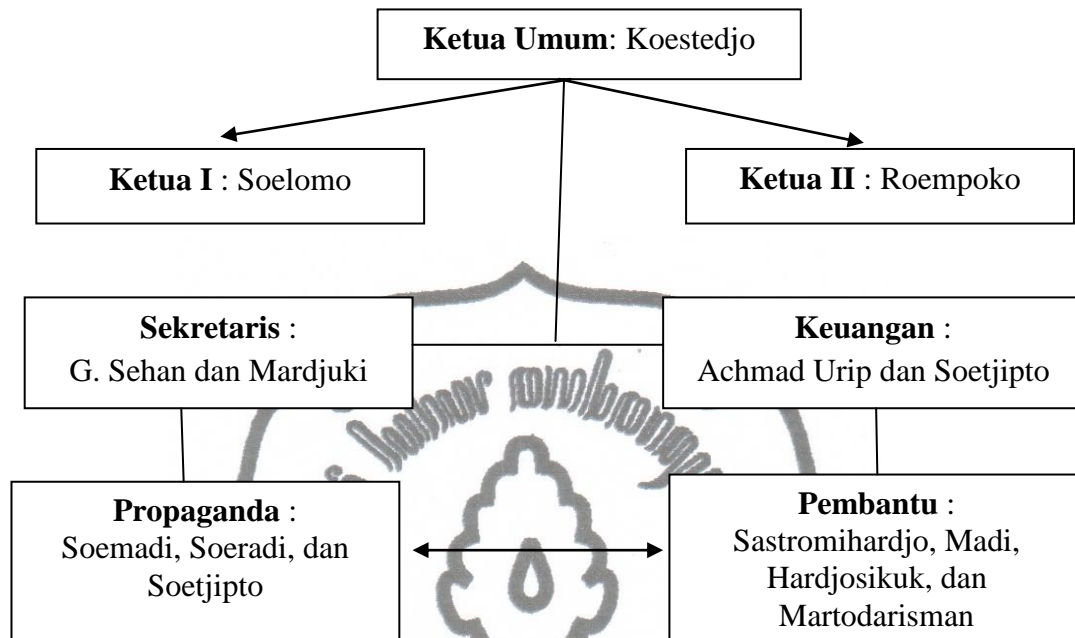 Ketua Umum: Koestedjo
Ketua I : Soelomo
Ketua II : Roempoko
Sekretaris :
G. Sehan dan Mardjuki
Keuangan :
Achmad Urip dan Soetjipto
Propaganda :
Soemadi, Soeradi, dan
Soetjipto
Pembantu :
Sastromihardjo, Madi,
Hardjosikuk, dan
Martodarisman